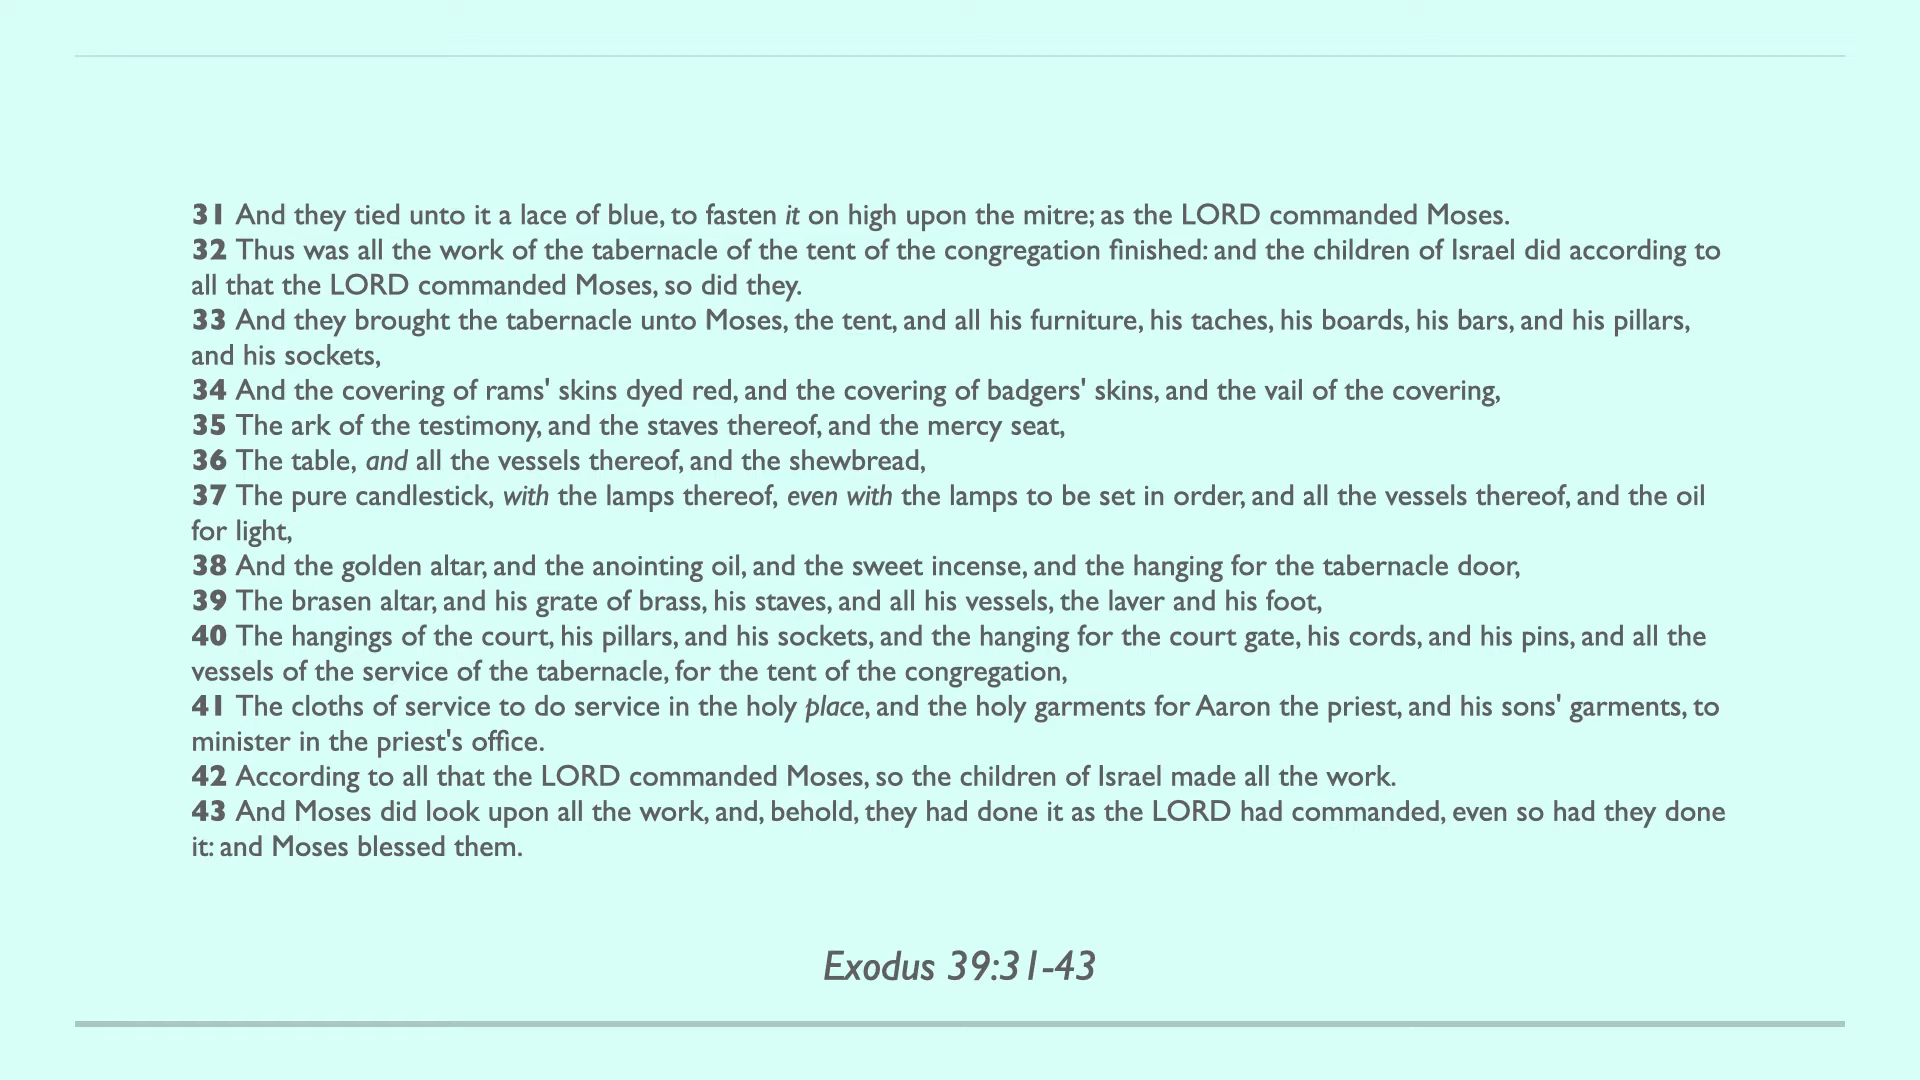 31 And they tied unto it a lace of blue, to fasten it on high upon the mitre; as the LORD commanded Moses.
32 Thus was all the work of the tabernacle of the tent of the congregation finished: and the children of Israel did according to
all that the LORD commanded Moses, so did they.
33 And they brought the tabernacle unto Moses, the tent, and all his furniture, his taches, his boards, his bars, and his pillars,
and his sockets,
34 And the covering of rams' skins dyed red, and the covering of badgers' skins, and the vail of the covering,
35 The ark of the testimony, and the staves thereof, and the mercy seat,
36 The table, and all the vessels thereof, and the shewbread,
37 The pure candlestick, with the lamps thereof, even with the lamps to be set in order, and all the vessels thereof, and the oil
for light,
38 And the golden altar, and the anointing oil, and the sweet incense, and the hanging for the tabernacle door,
39 The brasen altar, and his grate of brass, his staves, and all his vessels, the laver and his foot,
40 The hangings of the court, his pillars, and his sockets, and the hanging for the court gate, his cords, and his pins, and all the
vessels of the service of the tabernacle, for the tent of the congregation,
41 The cloths of service to do service in the holy place, and the holy garments for Aaron the priest, and his sons' garments, to
minister in the priest's office.
42 According to all that the LORD commanded Moses, so the children of Israel made all the work.
43 And Moses did look upon all the work, and, behold, they had done it as the LORD had commanded, even so had they done
it: and Moses blessed them.
Exodus 39:31-43